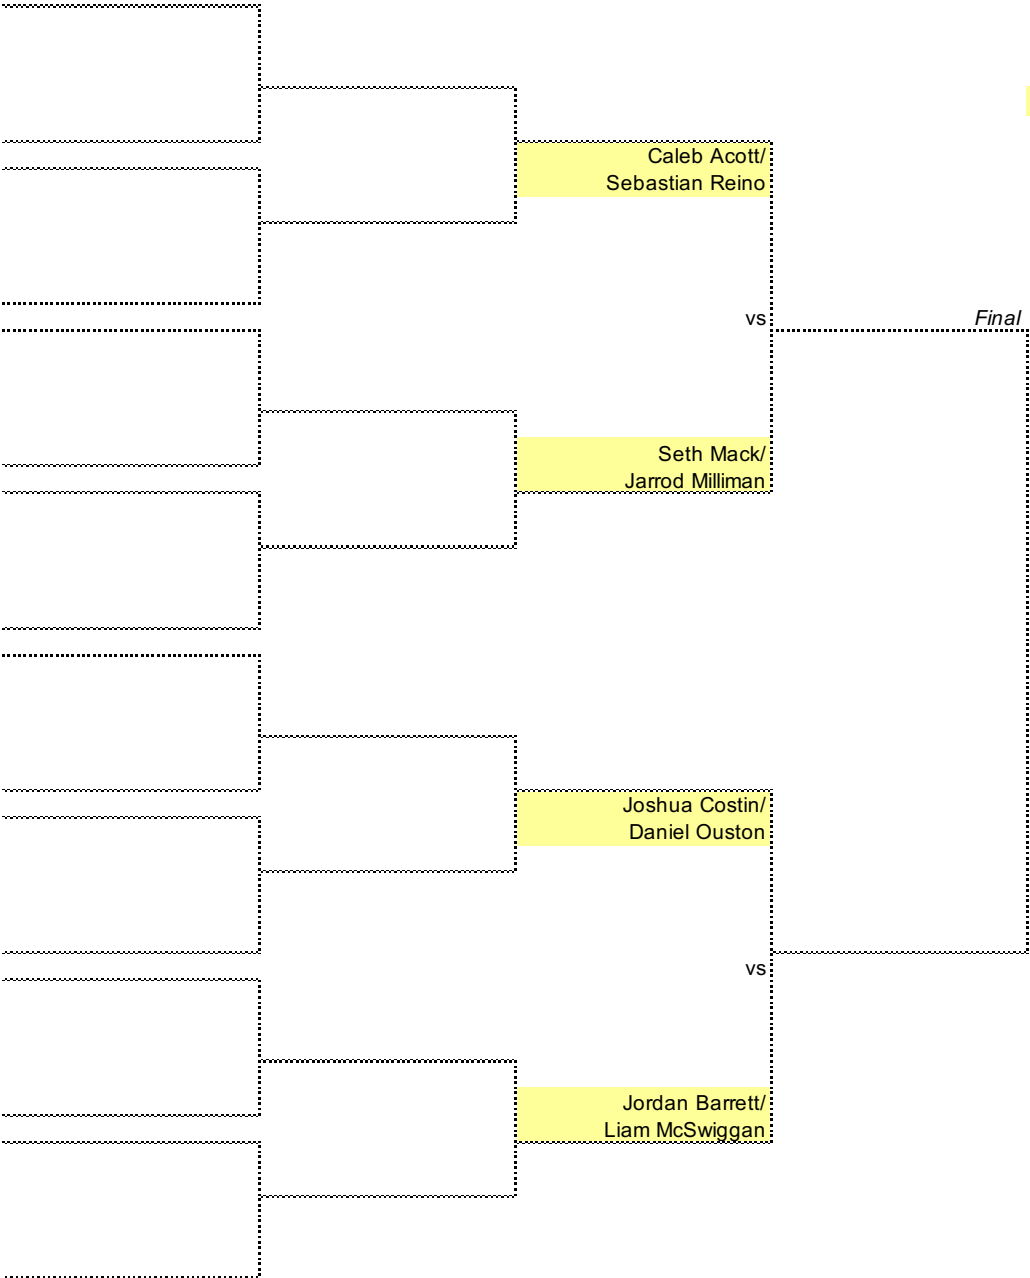 Caleb Acott/
Sebastian Reino
vs
Final
Seth Mack/
Jarrod Milliman
Joshua Costin/
Daniel Ouston
vs
Jordan Barrett/
Liam McSwiggan